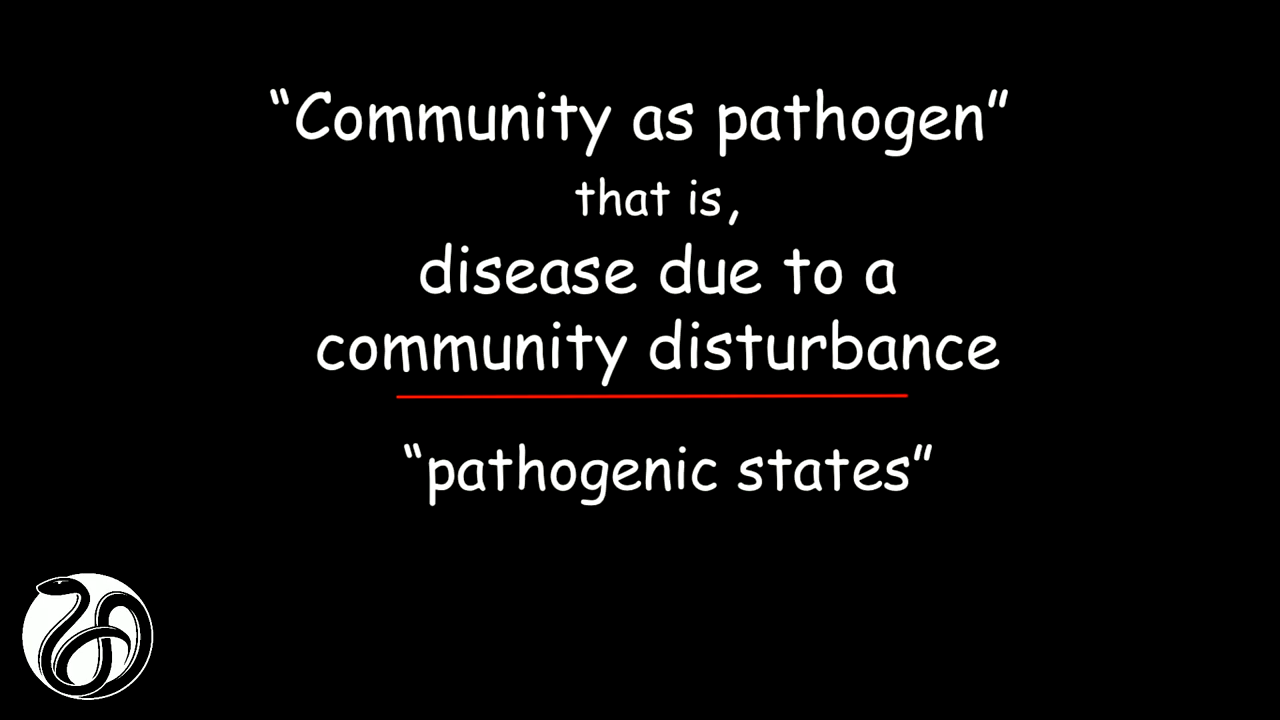 “Community as pathogen”
that is,
disease due to a
community disturbance
“pathogenic states”